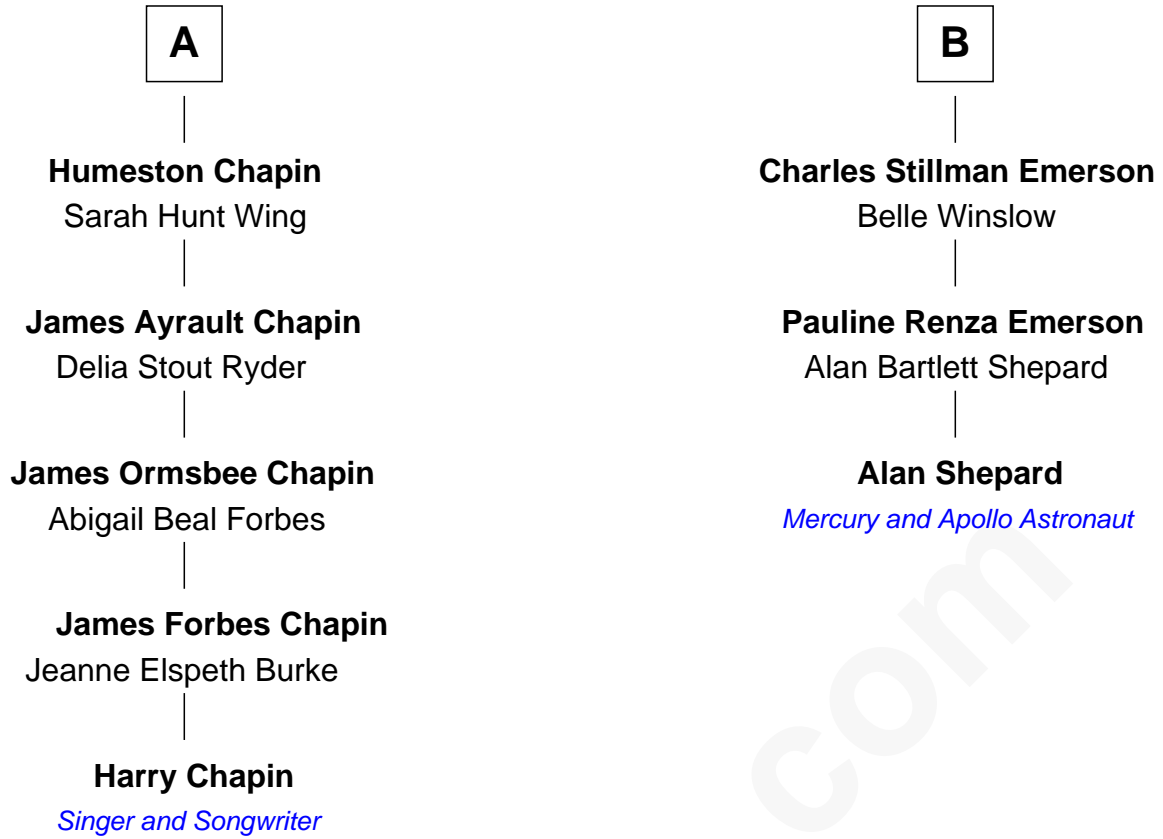 A
Humeston Chapin
Sarah Hunt Wing
James Ayrault Chapin
Delia Stout Ryder
James Ormsbee Chapin
Abigail Beal Forbes
James Forbes Chapin
Jeanne Elspeth Burke
Harry Chapin
Singer and Songwriter
B
Charles Stillman Emerson
Belle Winslow
Pauline Renza Emerson
Alan Bartlett Shepard
Alan Shepard
Mercury and Apollo Astronaut
com